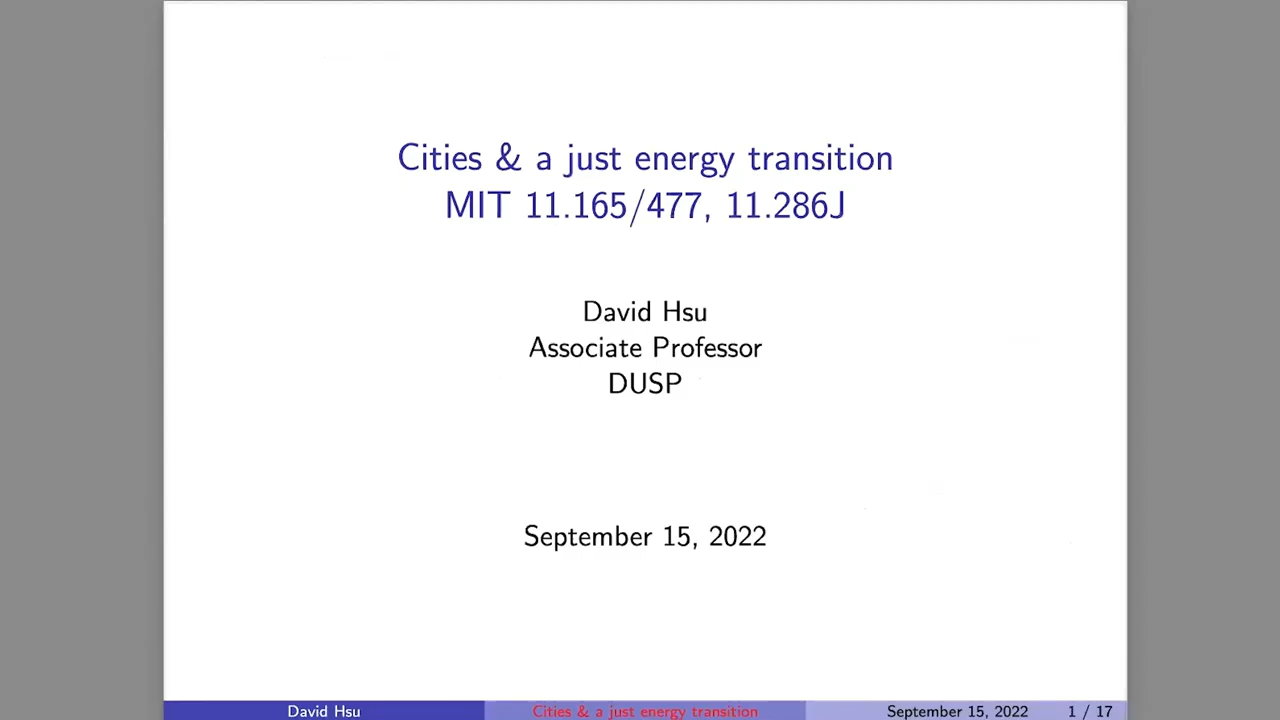 Cities & a just energy transition
MIT 11.165/477, 11.286J
David Hsu
Associate Professor
DUSP
September 15, 2022
David Hsu
Cities & a just energy transition
September 15, 2022
1 / 17